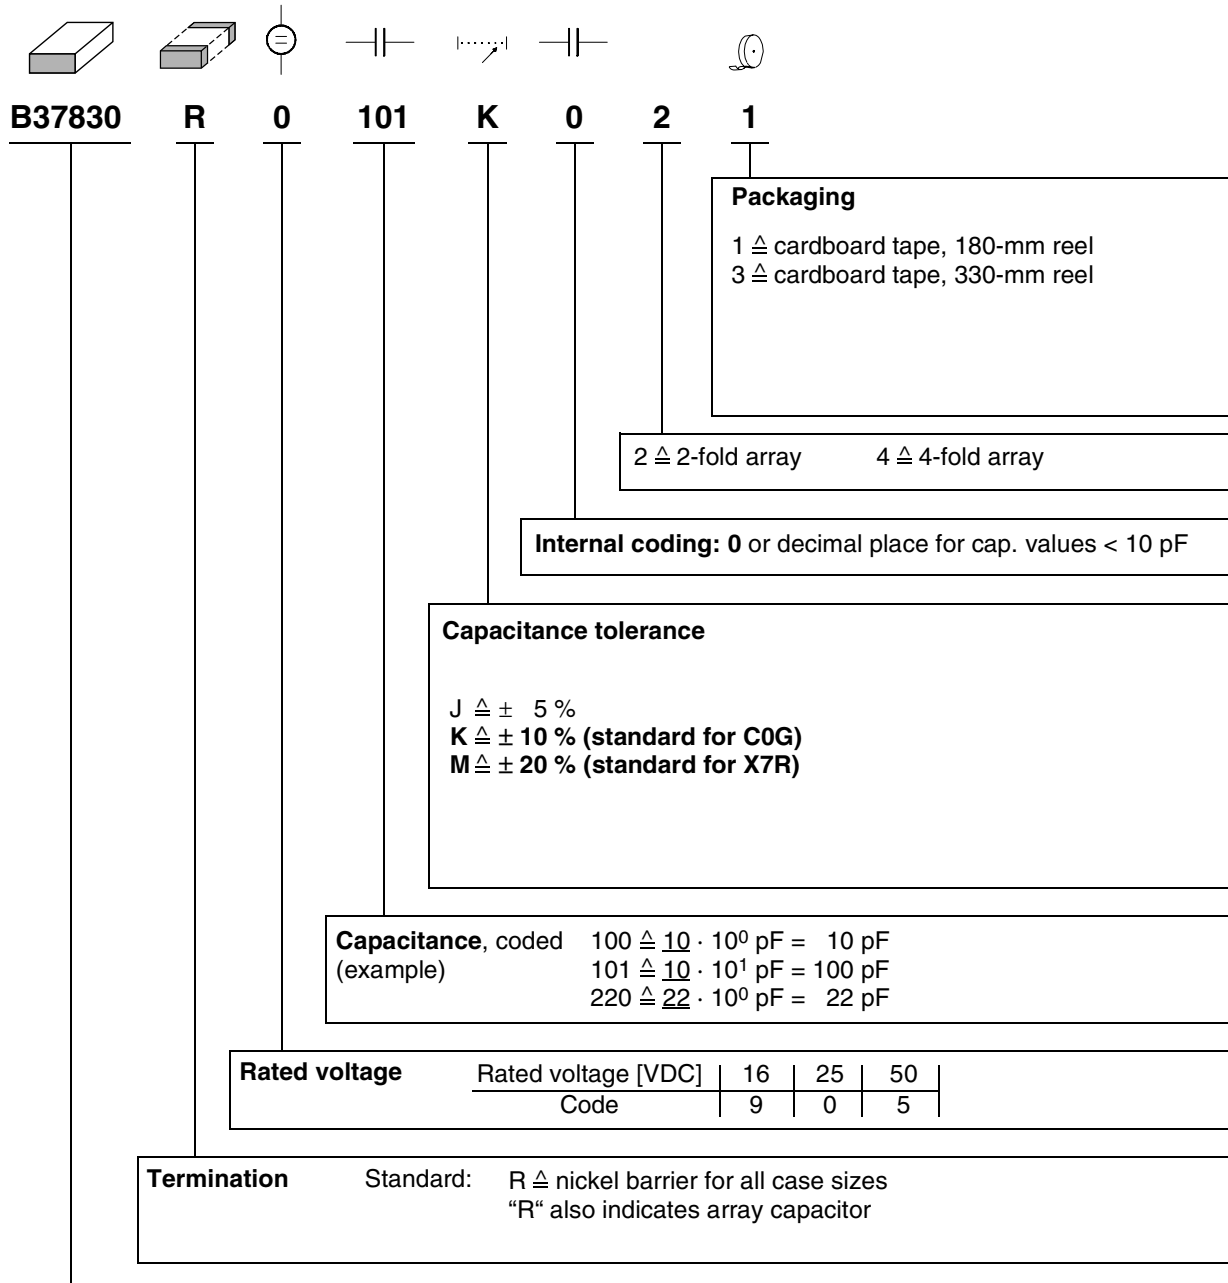 B37830 R 0 101 K 0 2 1
Packaging
1 ≙ cardboard tape, 180-mm reel
3 ≙ cardboard tape, 330-mm reel
2 ≙ 2-fold array 4 ≙ 4-fold array
Internal coding: 0 or decimal place for cap. values < 10 pF
Capacitance tolerance
J ≙ ± 5 %
K ≙ ± 10 % (standard for C0G)
M ≙ ± 20 % (standard for X7R)
Capacitance, coded 100 ≙ 10 · 10⁰ pF = 10 pF
(example) 101 ≙ 10 · 10¹ pF = 100 pF
220 ≙ 22 · 10⁰ pF = 22 pF
Rated voltage Rated voltage [VDC] 16 25 50
Code 9 0 5
Termination Standard: R ≙ nickel barrier for all case sizes
“R“ also indicates array capacitor